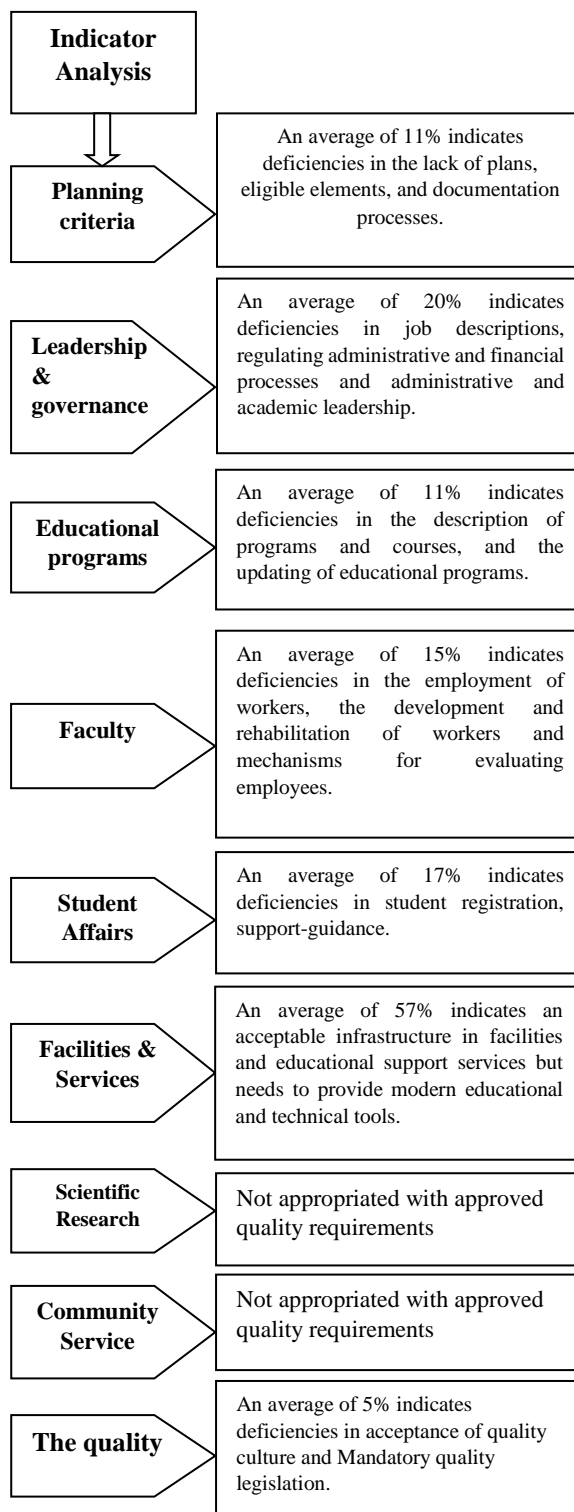 Indicator
Analysis
Planning
criteria
An average of 11% indicates
deficiencies in the lack of plans,
eligible elements, and documentation
processes.
Leadership
&
governance
An average of 20% indicates
deficiencies in job descriptions,
regulating administrative and financial
processes and administrative and
academic leadership.
Educational
programs
An average of 11% indicates
deficiencies in the description of
programs and courses, and the
updating of educational programs.
Faculty
An average of 15% indicates
deficiencies in the employment of
workers, the development and
rehabilitation of workers and
mechanisms for evaluating
employees.
Student
Affairs
An average of 17% indicates
deficiencies in student registration,
support-guidance.
Facilities &
Services
An average of 57% indicates an
acceptable infrastructure in facilities
and educational support services but
needs to provide modern educational
and technical tools.
Scientific
Research
Not appropriated with approved
quality requirements
Community
Service
Not appropriated with approved
quality requirements
The quality
An average of 5% indicates
deficiencies in acceptance of quality
culture and Mandatory quality
legislation.